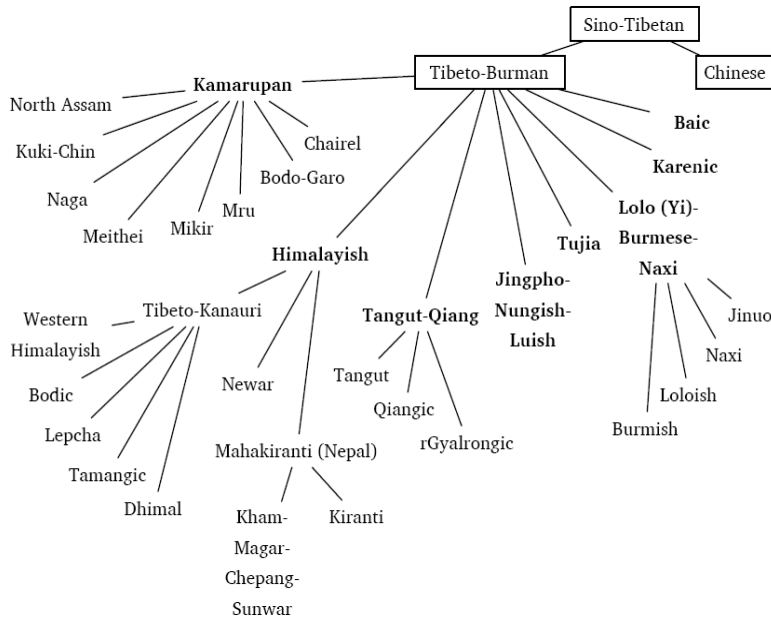 Sino-Tibetan
Tibeto-Burman
Chinese
Kamarupan
North Assam
Kuki-Chin
Naga
Meithei
Mikir
Mru
Bodo-Garo
Chairel
Himalayish
Tibeto-Kanauri
Western
Himalayish
Bodic
Lepcha
Tamangic
Dhimal
Newar
Mahakiranti (Nepal)
Kham-
Magar-
Chepang-
Sunwar
Kiranti
Tangut-Qiang
Tangut
Qiangic
rGyalrongic
Jingpho-
Nungish-
Luish
Tujia
Lolo (Yi)-
Burmese-
Naxi
Burmish
Loloish
Naxi
Jinuo
Karenic
Baic